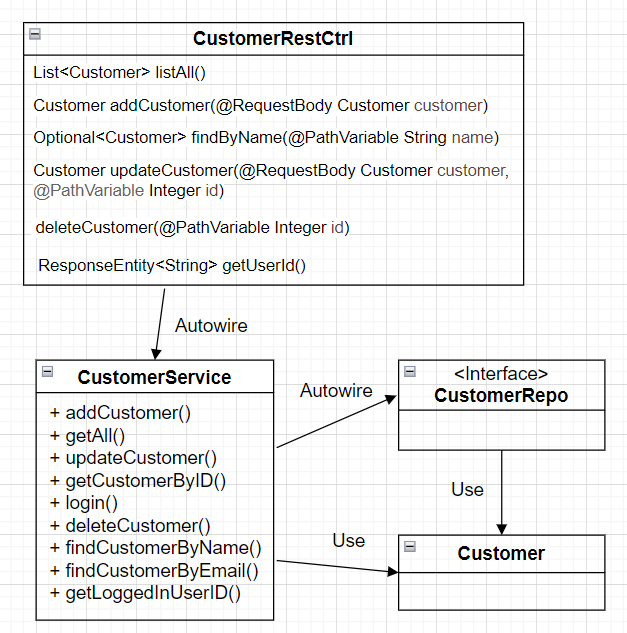 CustomerRestCtrl
List<Customer> listAll()
Customer addCustomer(@RequestBody Customer customer)
Optional<Customer> findByName(@PathVariable String name)
Customer updateCustomer(@RequestBody Customer customer,
@PathVariable Integer id)
deleteCustomer(@PathVariable Integer id)
ResponseEntity<String> getUserId()
Autowire
CustomerService
+ addCustomer()
+ getAll()
+ updateCustomer()
+ getCustomerByID()
+ login()
+ deleteCustomer()
+ findCustomerByName()
+ findCustomerByEmail()
+ getLoggedInUserID()
Autowire
<Interface>
CustomerRepo
Use
Use
Customer